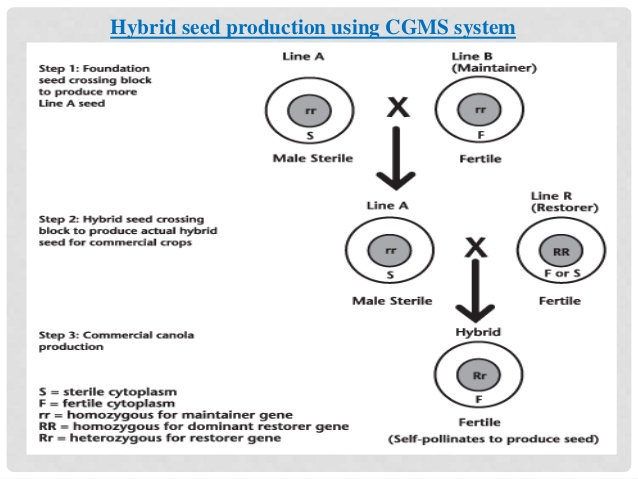 Hybrid seed production using CGMS system
Step 1: Foundation
seed crossing block
to produce more
Line A seed
Line A
Line B
(Maintainer)
rr
S
X
rr
F
Male Sterile
Fertile
Step 2: Hybrid seed crossing
block to produce actual hybrid
seed for commercial crops
Line A
Line R
(Restorer)
rr
S
X
RR
F or S
Male Sterile
Fertile
Step 3: Commercial canola
production
Hybrid
Rr
F
Fertile
(Self-pollinates to produce seed)
S = sterile cytoplasm
F = fertile cytoplasm
rr = homozygous for maintainer gene
RR = homozygous for dominant restorer gene
Rr = heterozygous for restorer gene